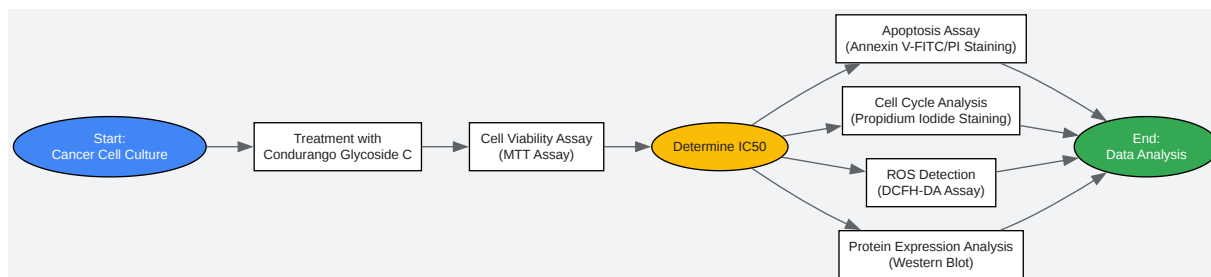 Start:
Cancer Cell Culture
Treatment with
Condurango Glycoside C
Cell Viability Assay
(MTT Assay)
Determine IC50
Apoptosis Assay
(Annexin V-FITC/PI Staining)
Cell Cycle Analysis
(Propidium Iodide Staining)
ROS Detection
(DCFH-DA Assay)
Protein Expression Analysis
(Western Blot)
End:
Data Analysis